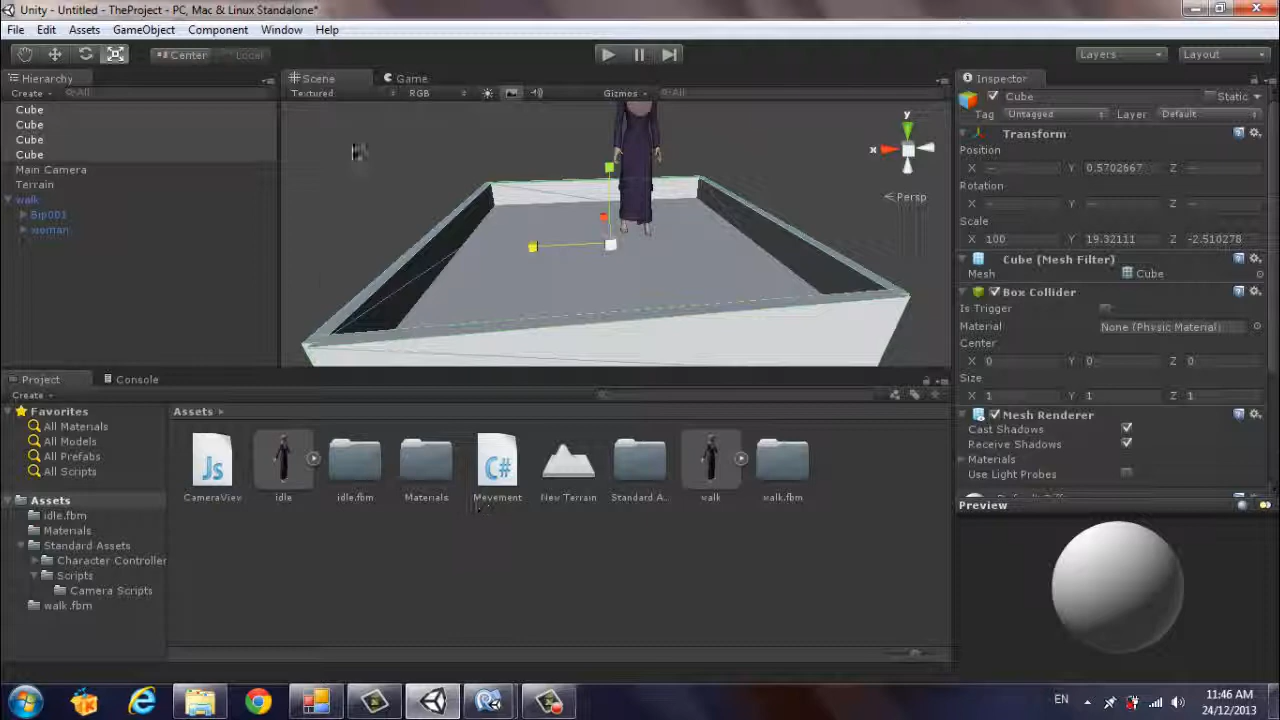 Unity - Untitled - TheProject - PC, Mac & Linux Standalone*
File Edit Assets GameObject Component Window Help
Center Local Layers Layout
Hierarchy Scene Game Inspector
Create All Textured RGB Gizmos All
Cube
Cube
Cube
Cube
Main Camera
Terrain
walk
Bip001
woman
y
x
Persp
Cube Static
Tag Untagged Layer Default
Transform
Position
X — Y 0.5702667 Z —
Rotation
X — Y — Z —
Scale
X 100 Y 19.32111 Z -2.510278
Cube (Mesh Filter)
Mesh Cube
Box Collider
Is Trigger
Material None (Physic Material)
Center
X 0 Y 0 Z 0
Size
X 1 Y 1 Z 1
Mesh Renderer
Cast Shadows
Receive Shadows
Materials
Use Light Probes
Preview
Project Console
Create
Favorites
All Materials
All Models
All Prefabs
All Scripts
Assets
idle.fbm
Materials
Standard Assets
Character Controller
Scripts
Camera Scripts
walk.fbm
Assets
Js C#
CameraView idle idle.fbm Materials Mevement New Terrain Standard A... walk walk.fbm
EN
11:46 AM
24/12/2013